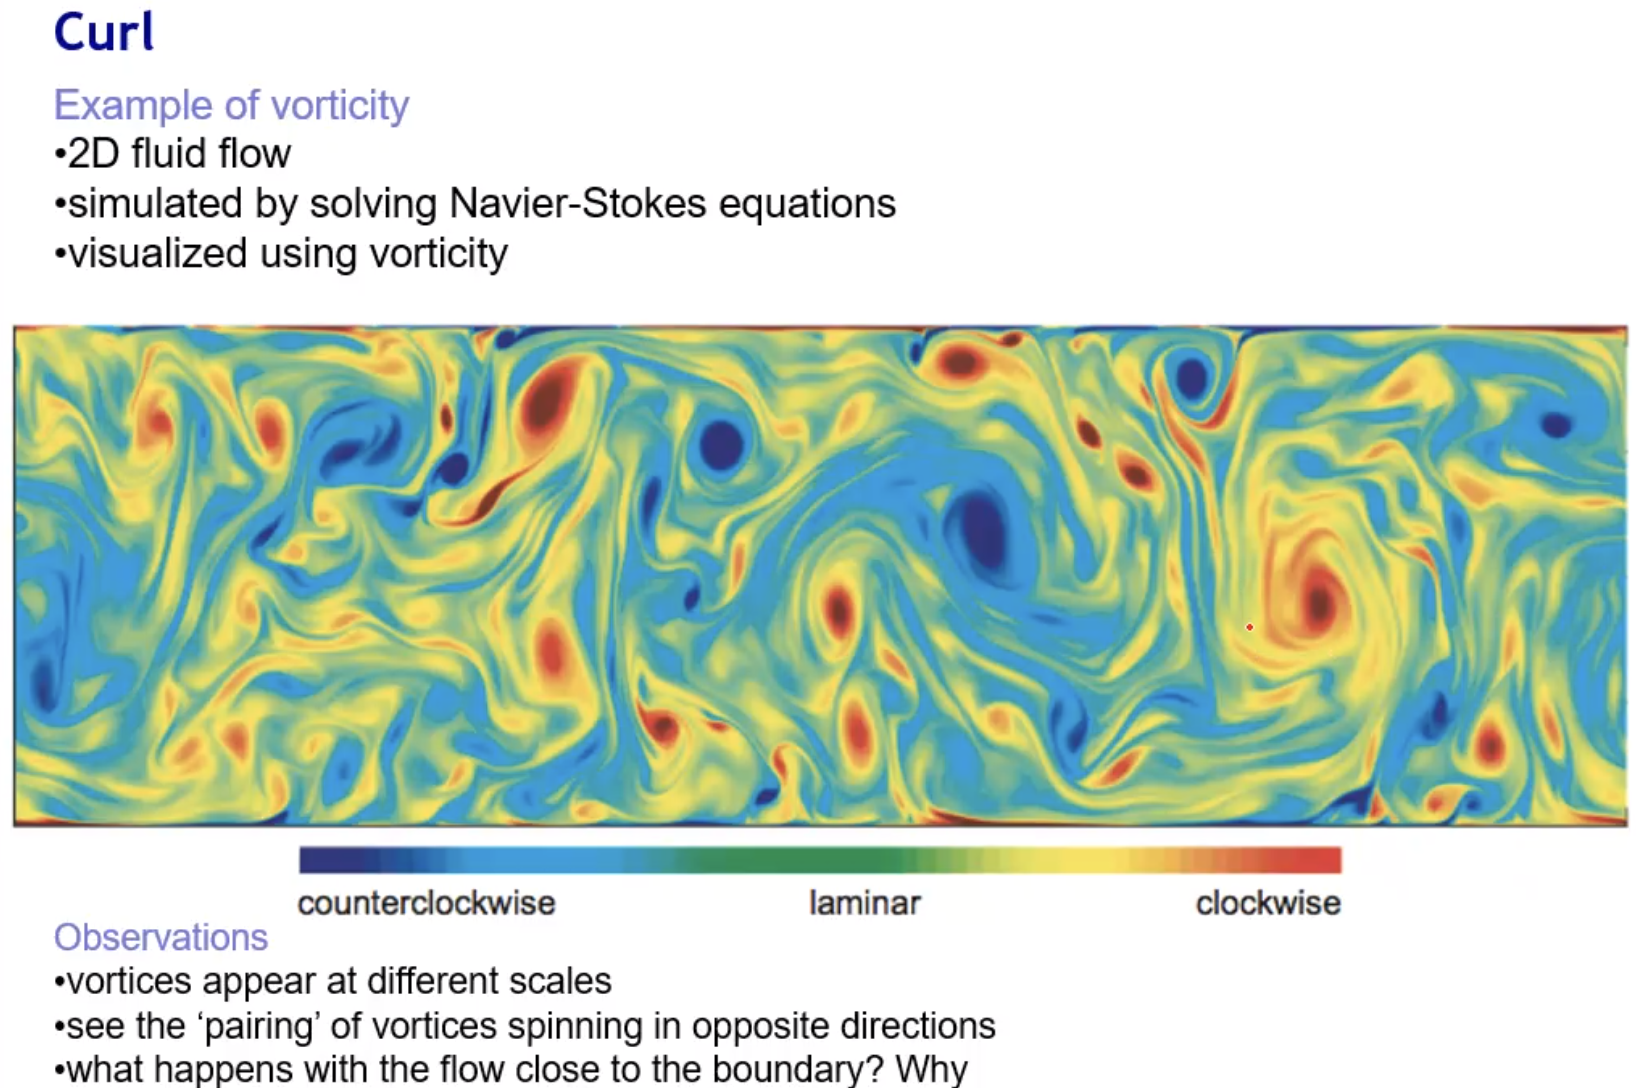 Curl
Example of vorticity
•2D fluid flow
•simulated by solving Navier-Stokes equations
•visualized using vorticity
counterclockwise laminar clockwise
Observations
•vortices appear at different scales
•see the ‘pairing’ of vortices spinning in opposite directions
•what happens with the flow close to the boundary? Why